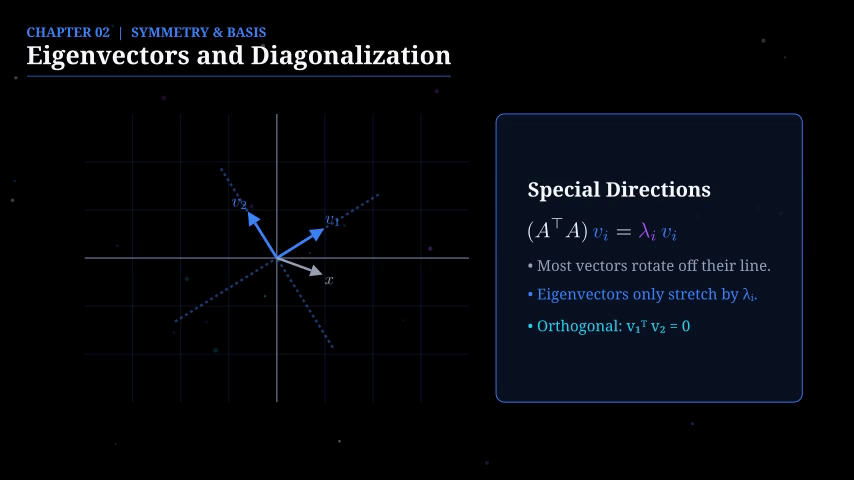 CHAPTER 02 | SYMMETRY & BASIS
Eigenvectors and Diagonalization
v₂
v₁
x
Special Directions
(A⊤A) vᵢ = λᵢ vᵢ
• Most vectors rotate off their line.
• Eigenvectors only stretch by λᵢ.
• Orthogonal: v₁ᵀ v₂ = 0